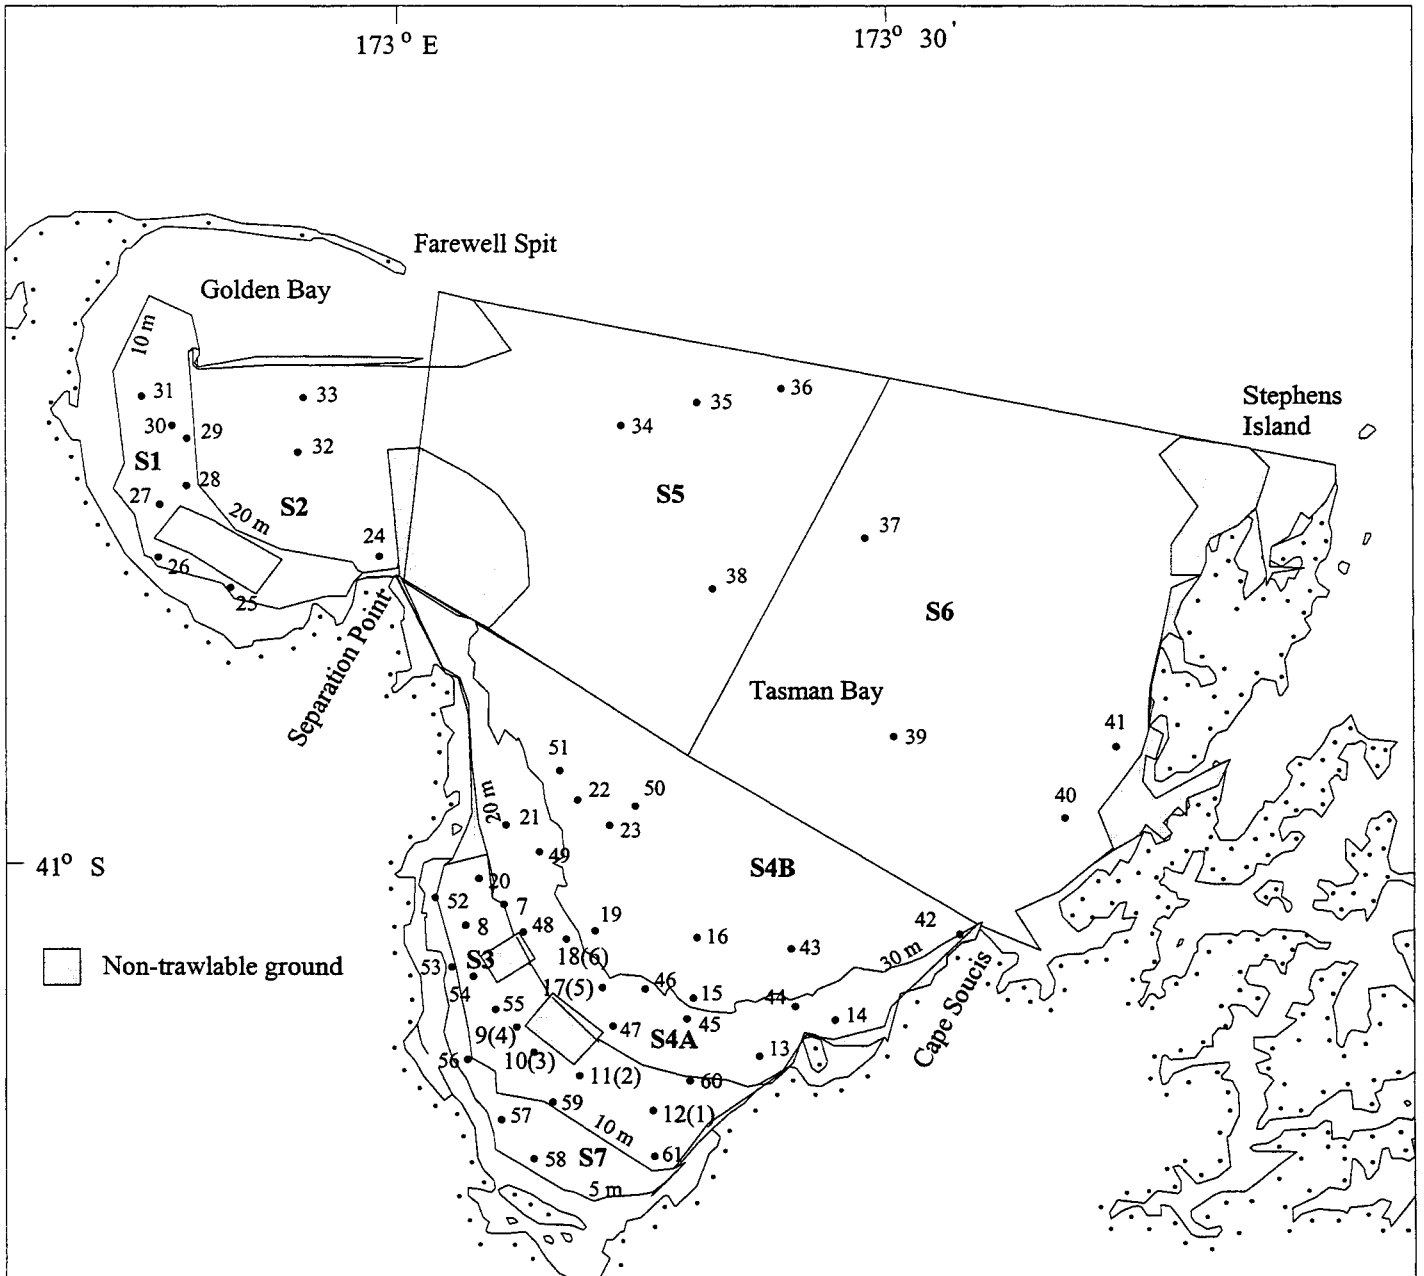 173° E
173° 30'
Farewell Spit
Golden Bay
10 m
31
33
35
36
Stephens
Island
30
29
34
32
S1
28
S5
27
S2
20 m
37
24
26
38
25
S6
Separation Point
Tasman Bay
39
41
51
22
50
40
20 m
21
23
49
41° S
S4B
20
52
7
8
48
19
42
16
43
18(6)
30 m
S3
53
Non-trawlable ground
54
17(5)
46
15
44
55
45
14
9(4)
47
S4A
Cape Soucis
13
56
10(3)
11(2)
60
59
12(1)
57
10 m
58
S7
61
5 m